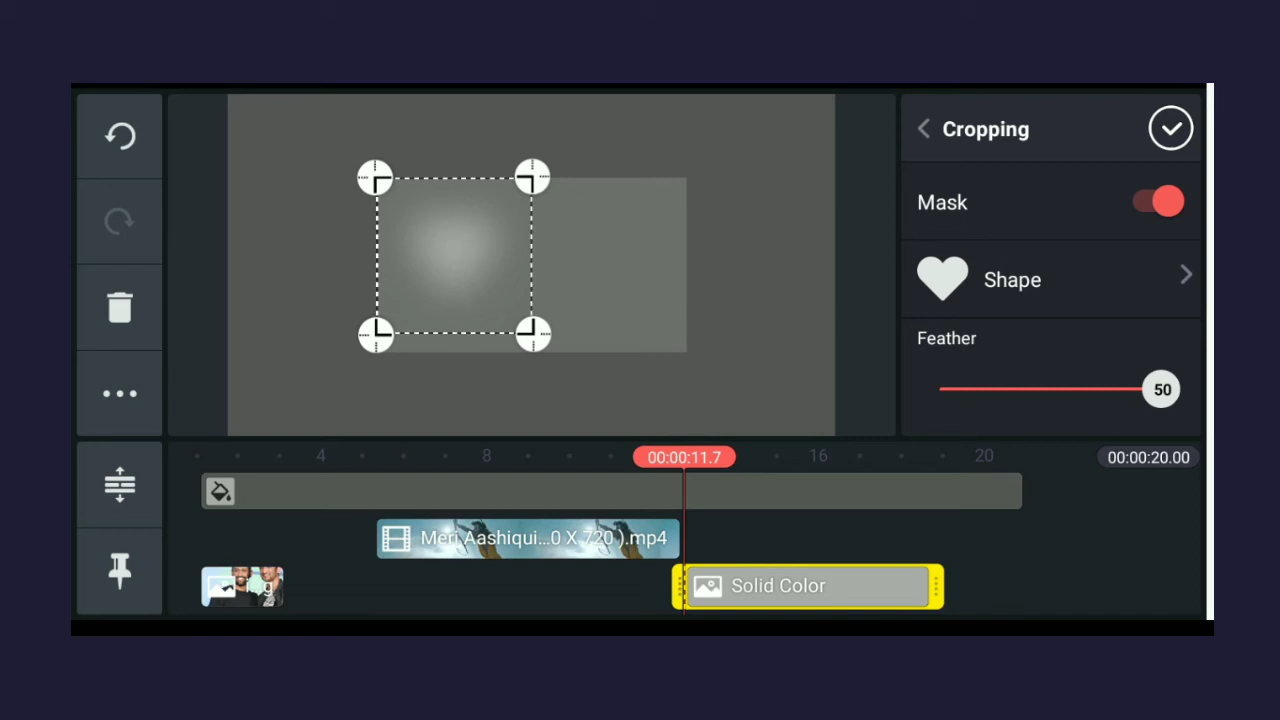 Cropping
Mask
Shape
Feather
50
4 8 00:00:11.7 16 20 00:00:20.00
Meri Aashiqui...0 X 720 ).mp4
g Solid Color